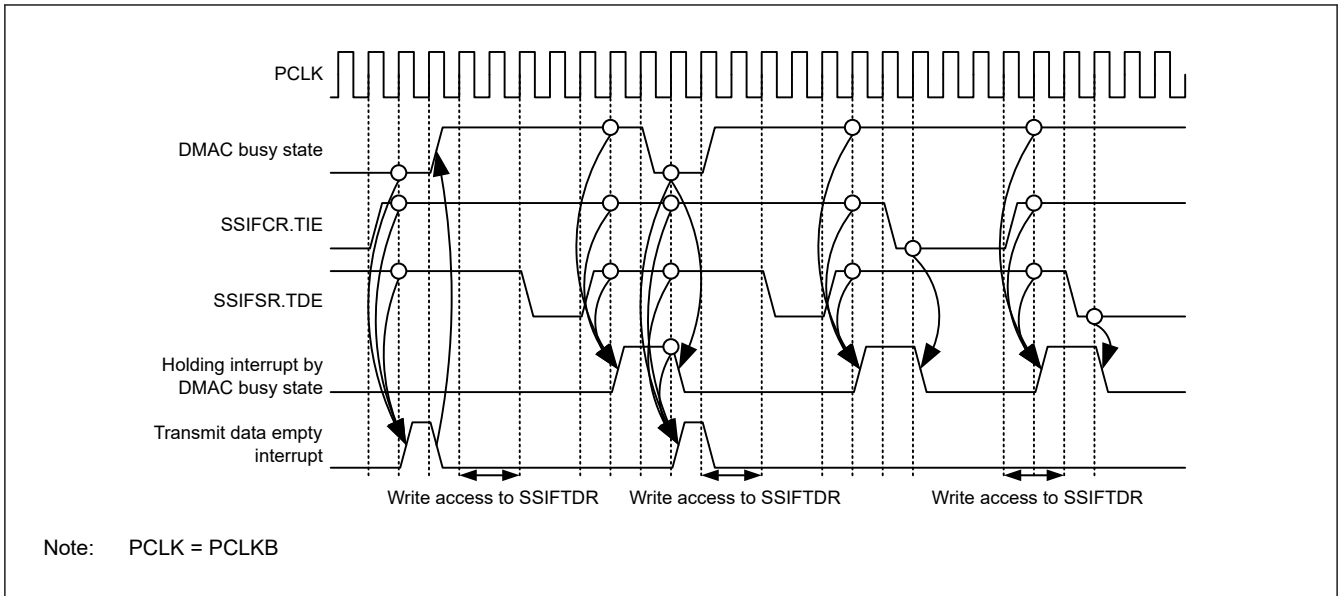 PCLK
DMAC busy state
SSIFCR.TIE
SSIFSR.TDE
Holding interrupt by
DMAC busy state
Transmit data empty
interrupt
Write access to SSIFTDR Write access to SSIFTDR Write access to SSIFTDR
Note: PCLK = PCLKB